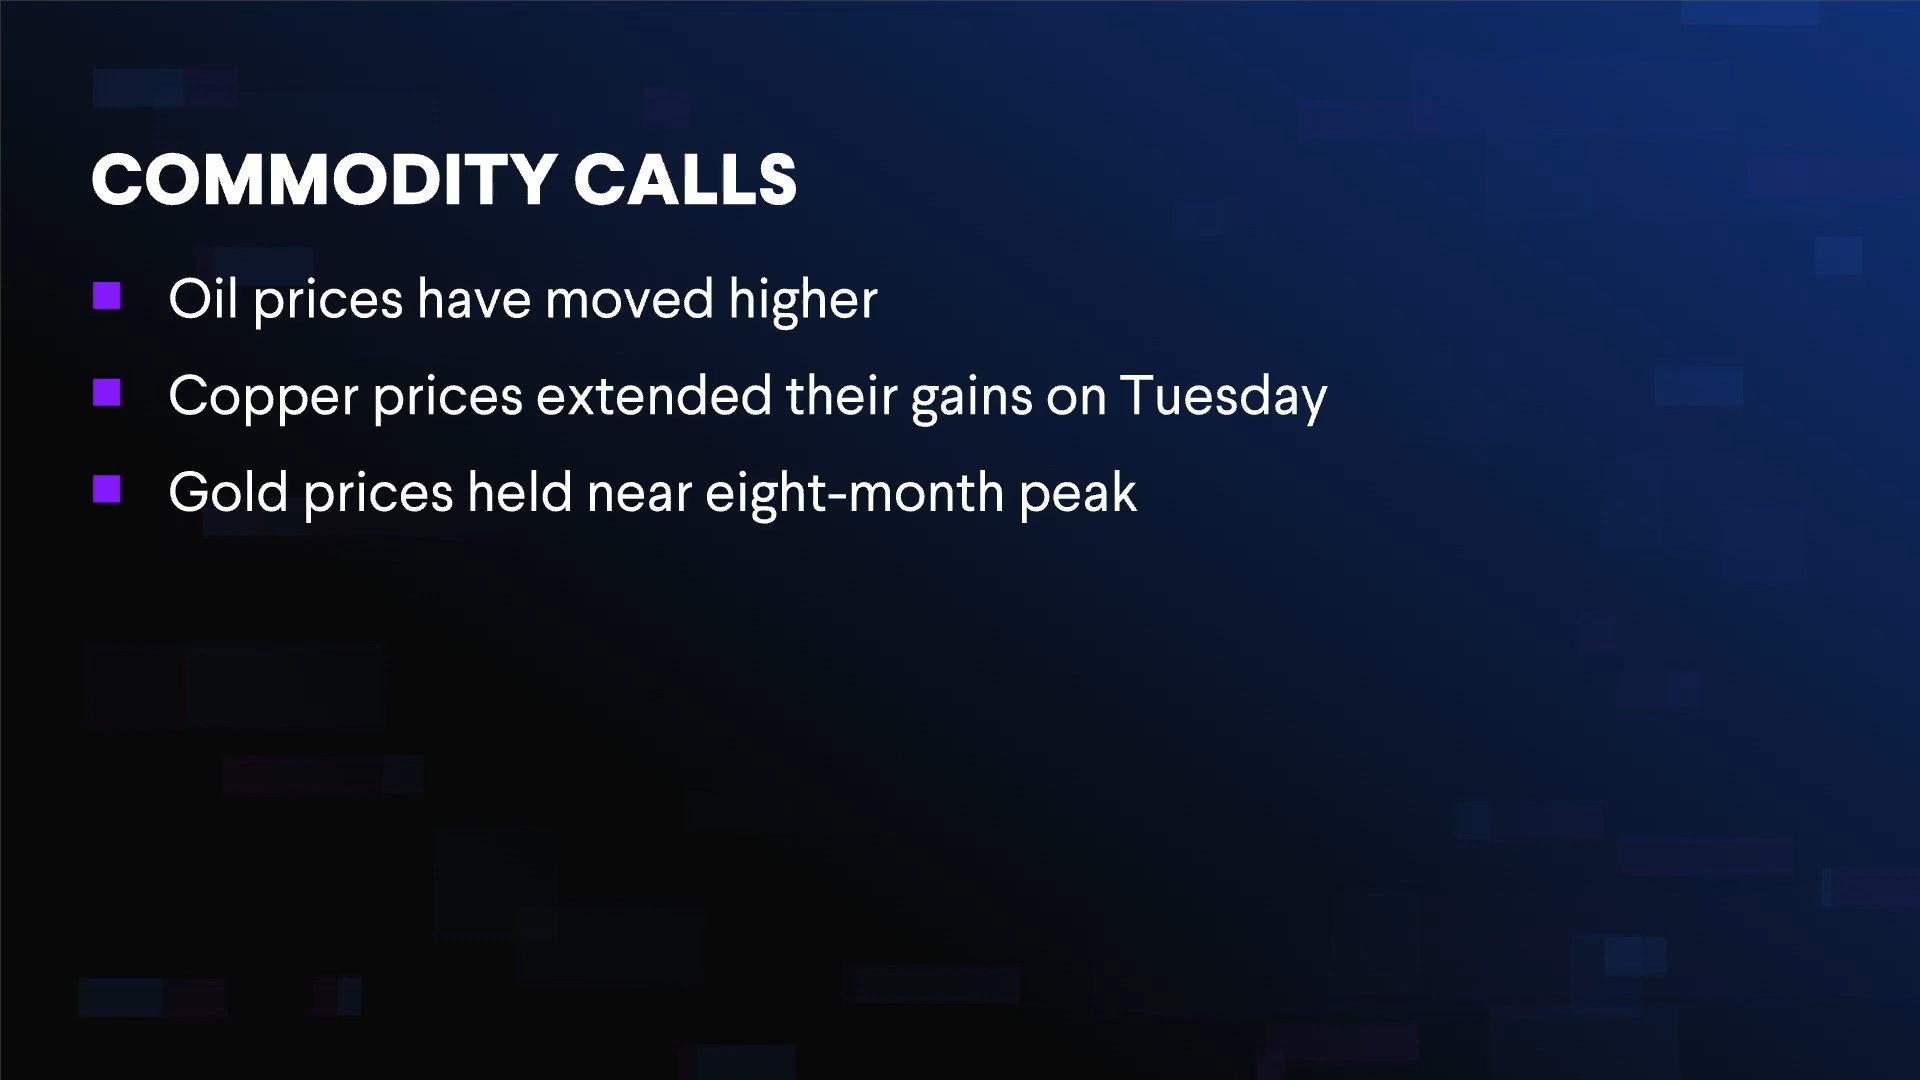 COMMODITY CALLS
Oil prices have moved higher
Copper prices extended their gains on Tuesday
Gold prices held near eight-month peak